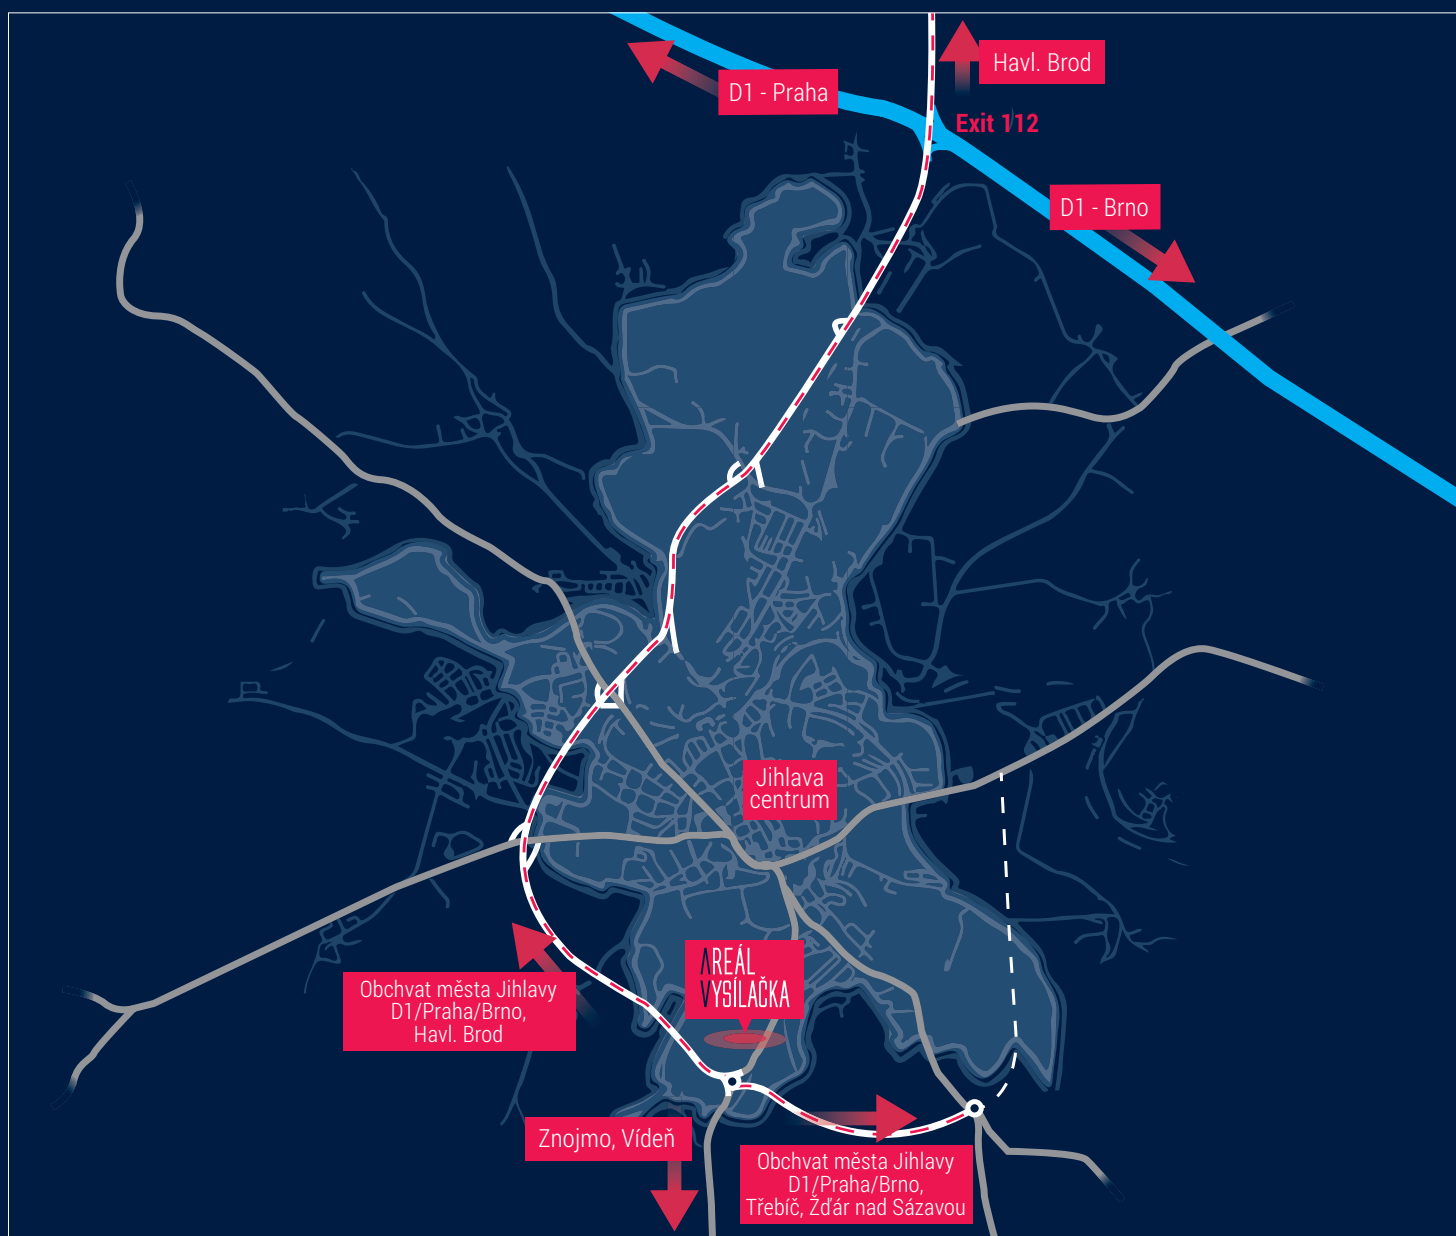 Havl. Brod
D1 - Praha
Exit 112
D1 - Brno
Jihlava
centrum
AREÁL
VYSÍLAČKA
Obchvat města Jihlavy
D1/Praha/Brno,
Havl. Brod
Znojmo, Vídeň
Obchvat města Jihlavy
D1/Praha/Brno,
Třebíč, Žďár nad Sázavou